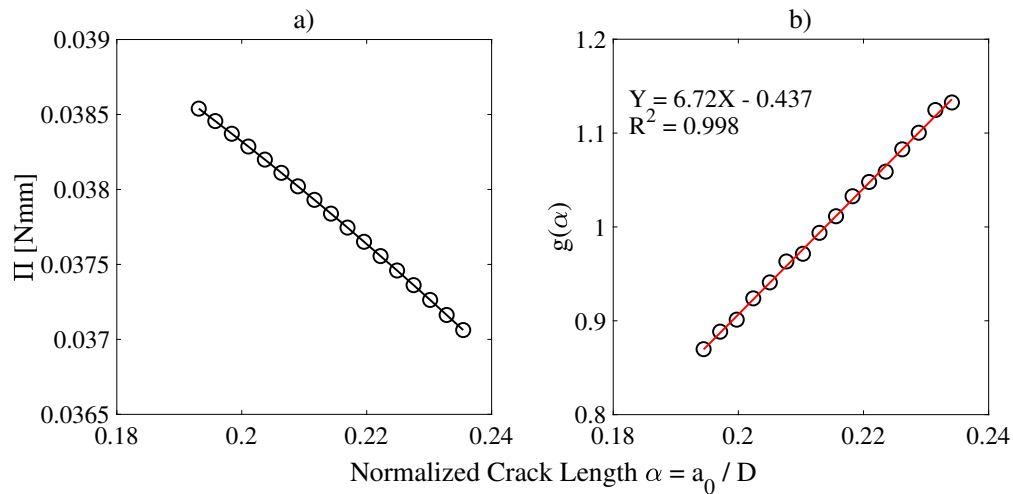 a)
0.039
0.0385
0.038
0.0375
0.037
0.0365
Π [Nmm]
0.18 0.2 0.22 0.24
b)
Y = 6.72X - 0.437
R² = 0.998
1.2
1.1
1
0.9
0.8
g(α)
0.18 0.2 0.22 0.24
Normalized Crack Length α = a₀ / D